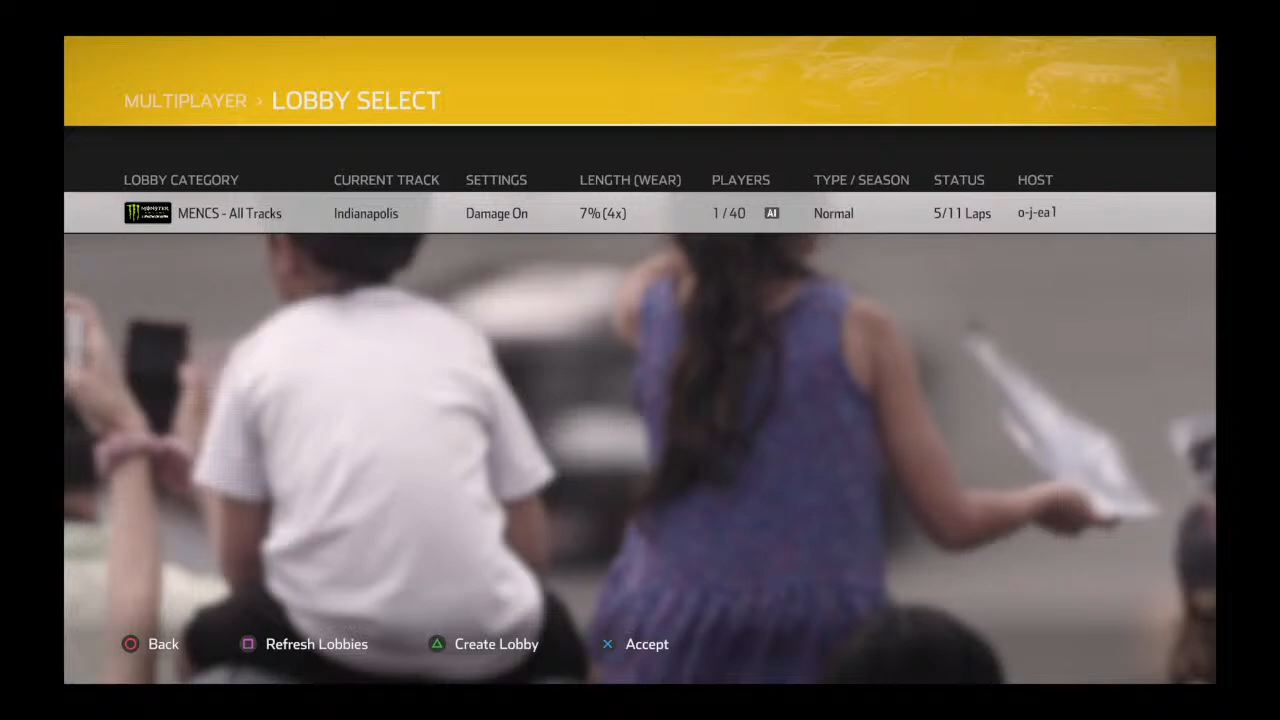 MULTIPLAYER > LOBBY SELECT
LOBBY CATEGORY CURRENT TRACK SETTINGS LENGTH (WEAR) PLAYERS TYPE / SEASON STATUS HOST
MONSTER MENCS - All Tracks Indianapolis Damage On 7% (4x) 1 / 40 AI Normal 5/11 Laps o-j-ea1
Back Refresh Lobbies Create Lobby Accept